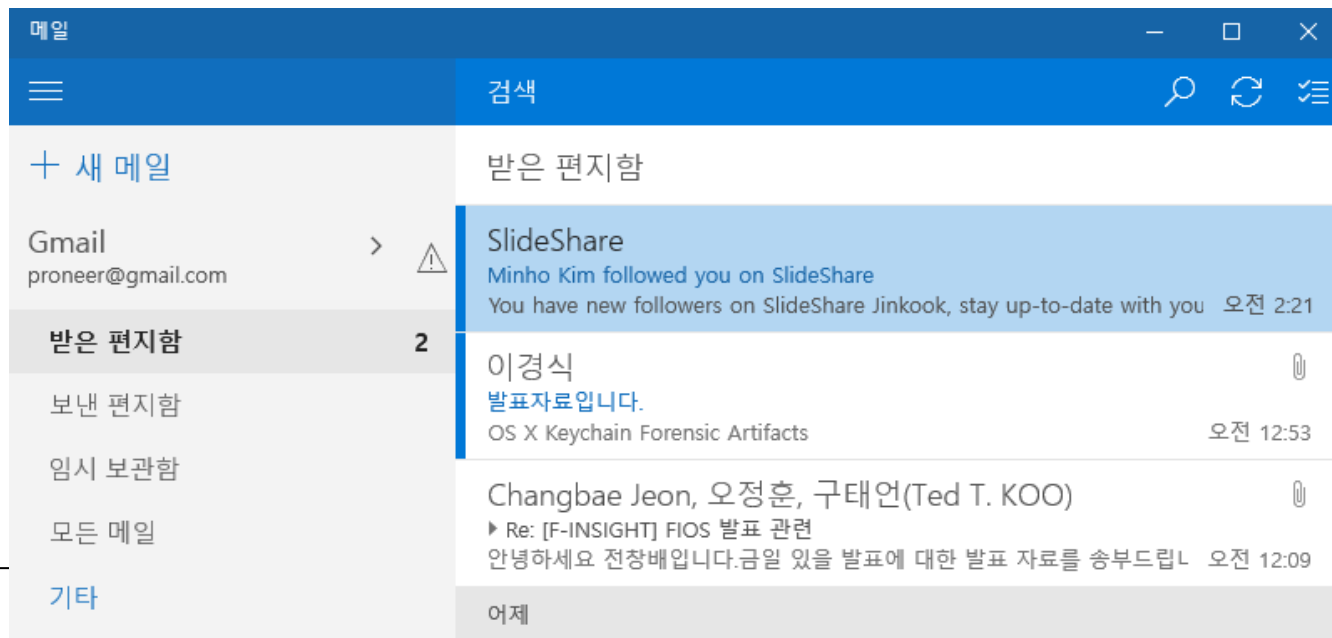 메일
검색
새 메일
Gmail
proneer@gmail.com
받은 편지함 2
보낸 편지함
임시 보관함
모든 메일
기타
받은 편지함
SlideShare
Minho Kim followed you on SlideShare
You have new followers on SlideShare Jinkook, stay up-to-date with you 오전 2:21
이경식
발표자료입니다.
OS X Keychain Forensic Artifacts 오전 12:53
Changbae Jeon, 오정훈, 구태언(Ted T. KOO)
Re: [F-INSIGHT] FIOS 발표 관련
안녕하세요 전창배입니다.금일 있을 발표에 대한 발표 자료를 송부드립니 오전 12:09
어제